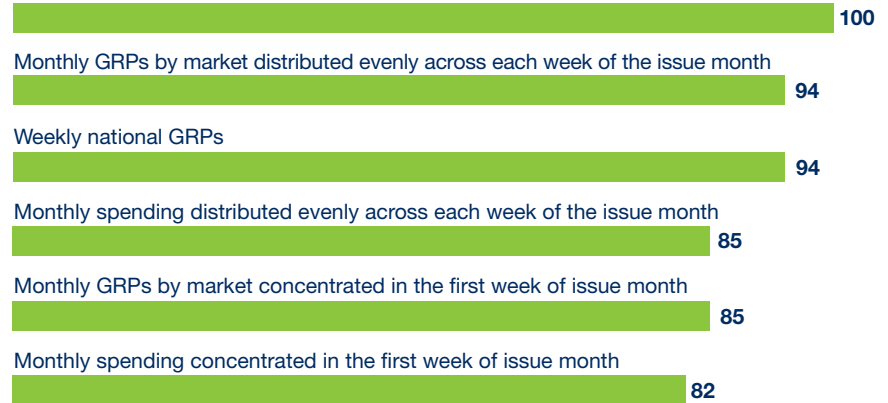 100
Monthly GRPs by market distributed evenly across each week of the issue month
94
Weekly national GRPs
94
Monthly spending distributed evenly across each week of the issue month
85
Monthly GRPs by market concentrated in the first week of issue month
85
Monthly spending concentrated in the first week of issue month
82